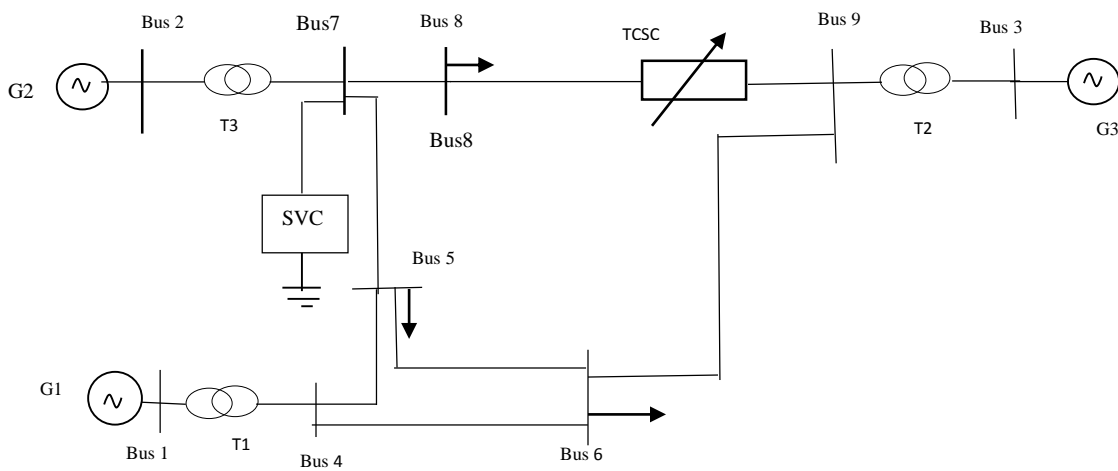 Bus 2
Bus7
Bus 8
TCSC
Bus 9
Bus 3
G2
T3
Bus8
T2
G3
SVC
Bus 5
G1
Bus 1
T1
Bus 4
Bus 6